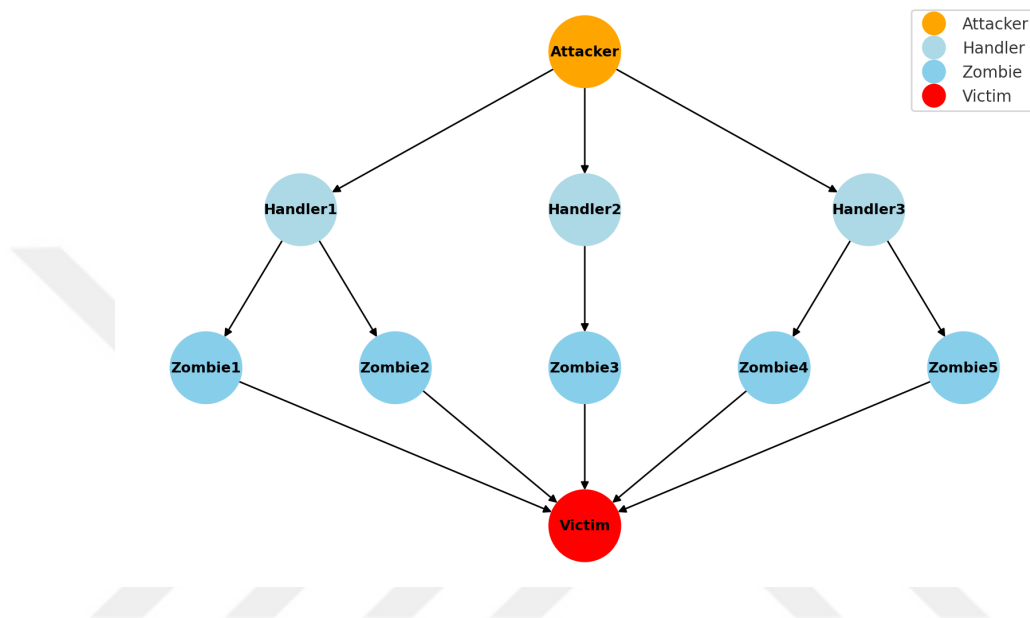 Attacker
Handler
Zombie
Victim
Attacker
Handler1
Handler2
Handler3
Zombie1
Zombie2
Zombie3
Zombie4
Zombie5
Victim